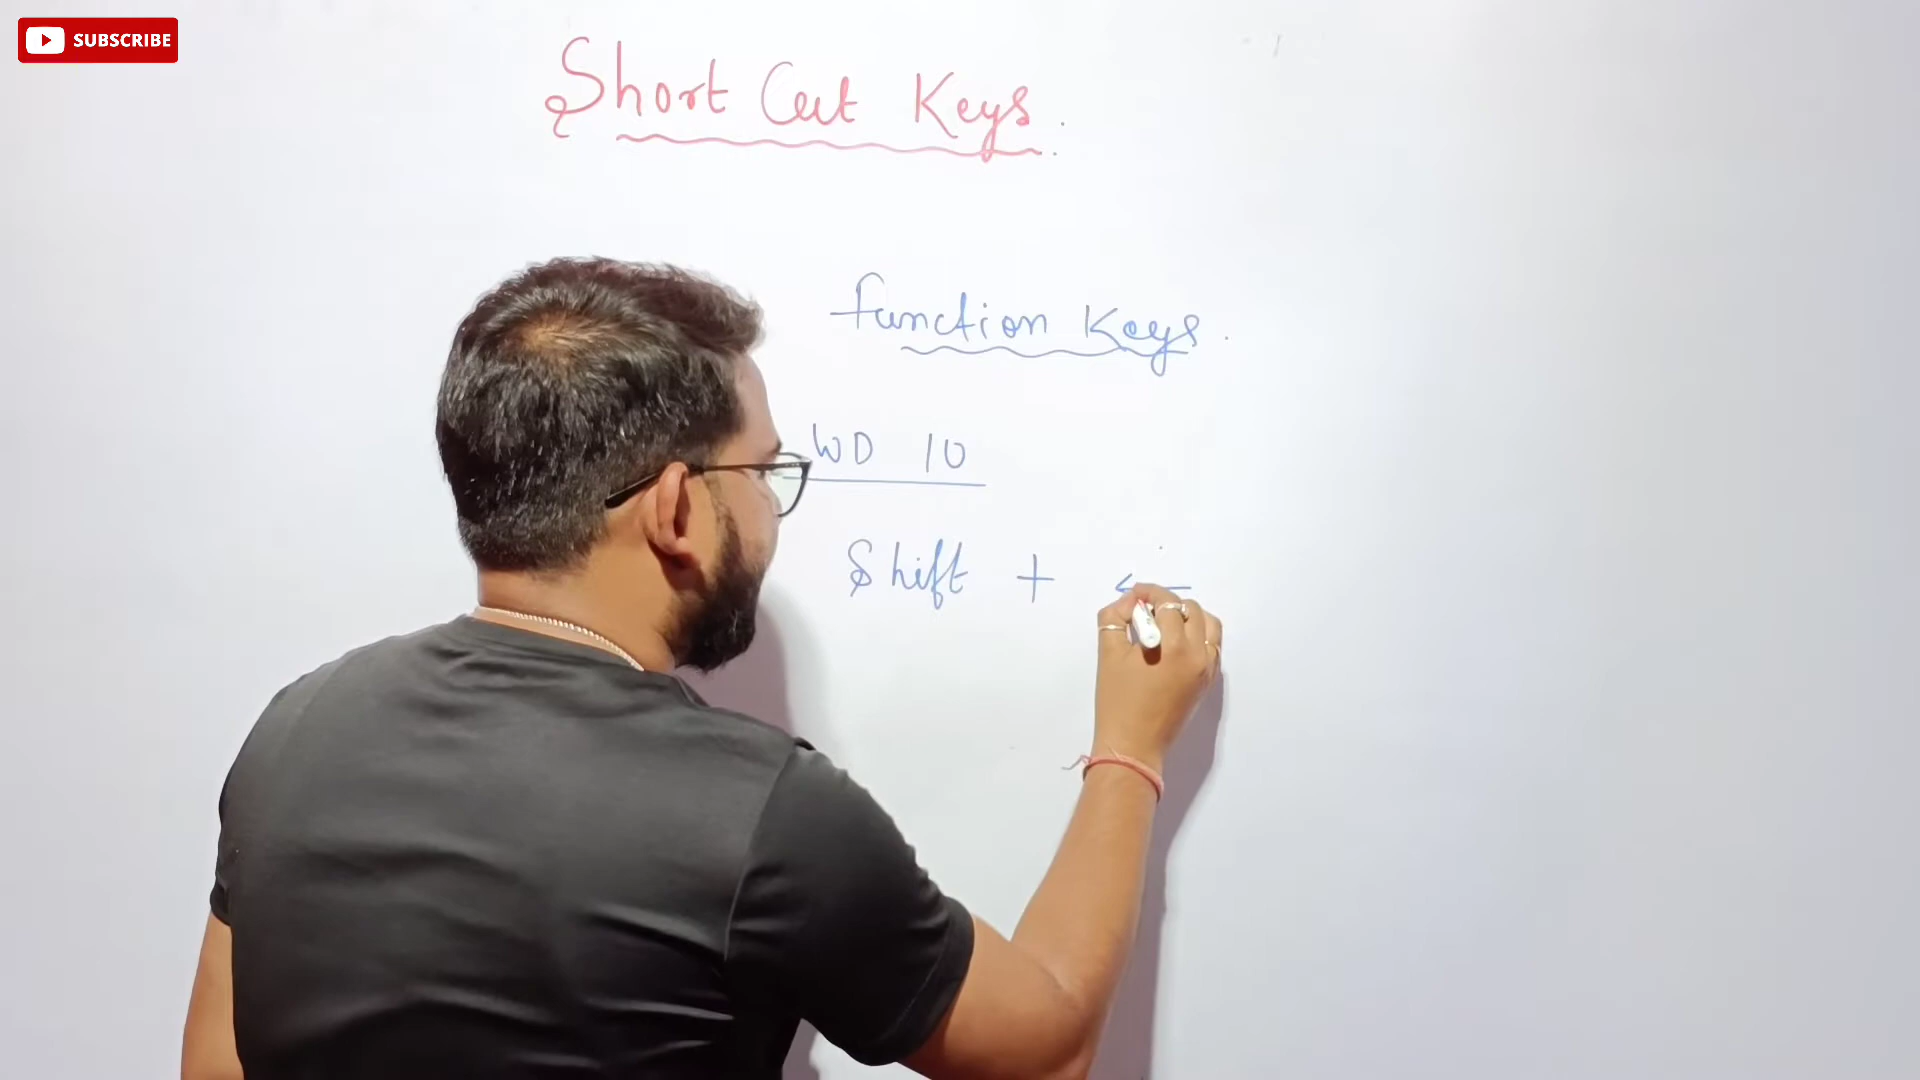 SUBSCRIBE
Short Cut Keys.
Function Keys.
WD 10
Shift + ←